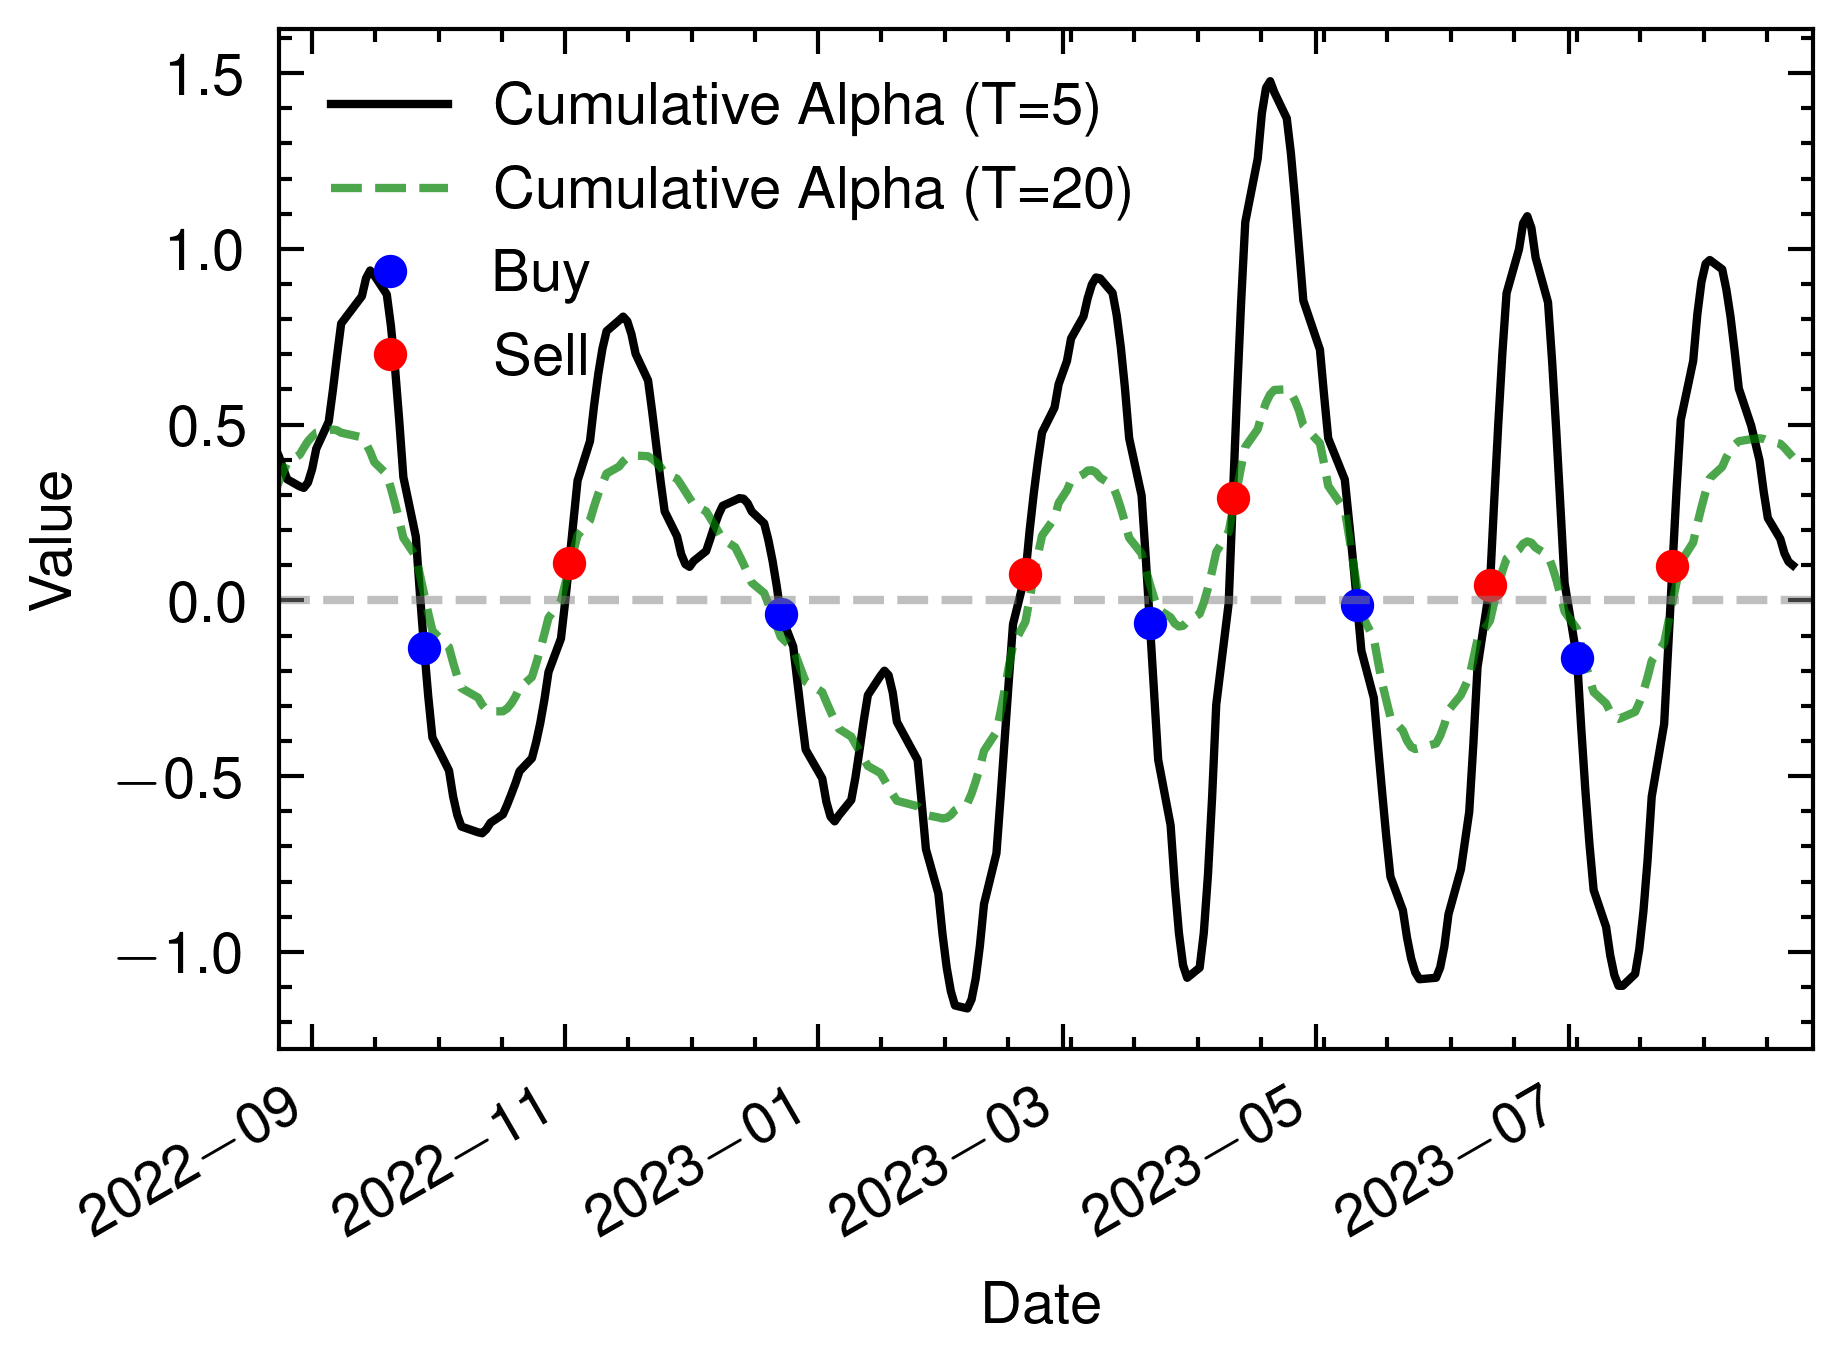 1.5
1.0
0.5
0.0
−0.5
−1.0
Value
Cumulative Alpha (T=5)
Cumulative Alpha (T=20)
Buy
Sell
2022−09
2022−11
2023−01
2023−03
2023−05
2023−07
Date